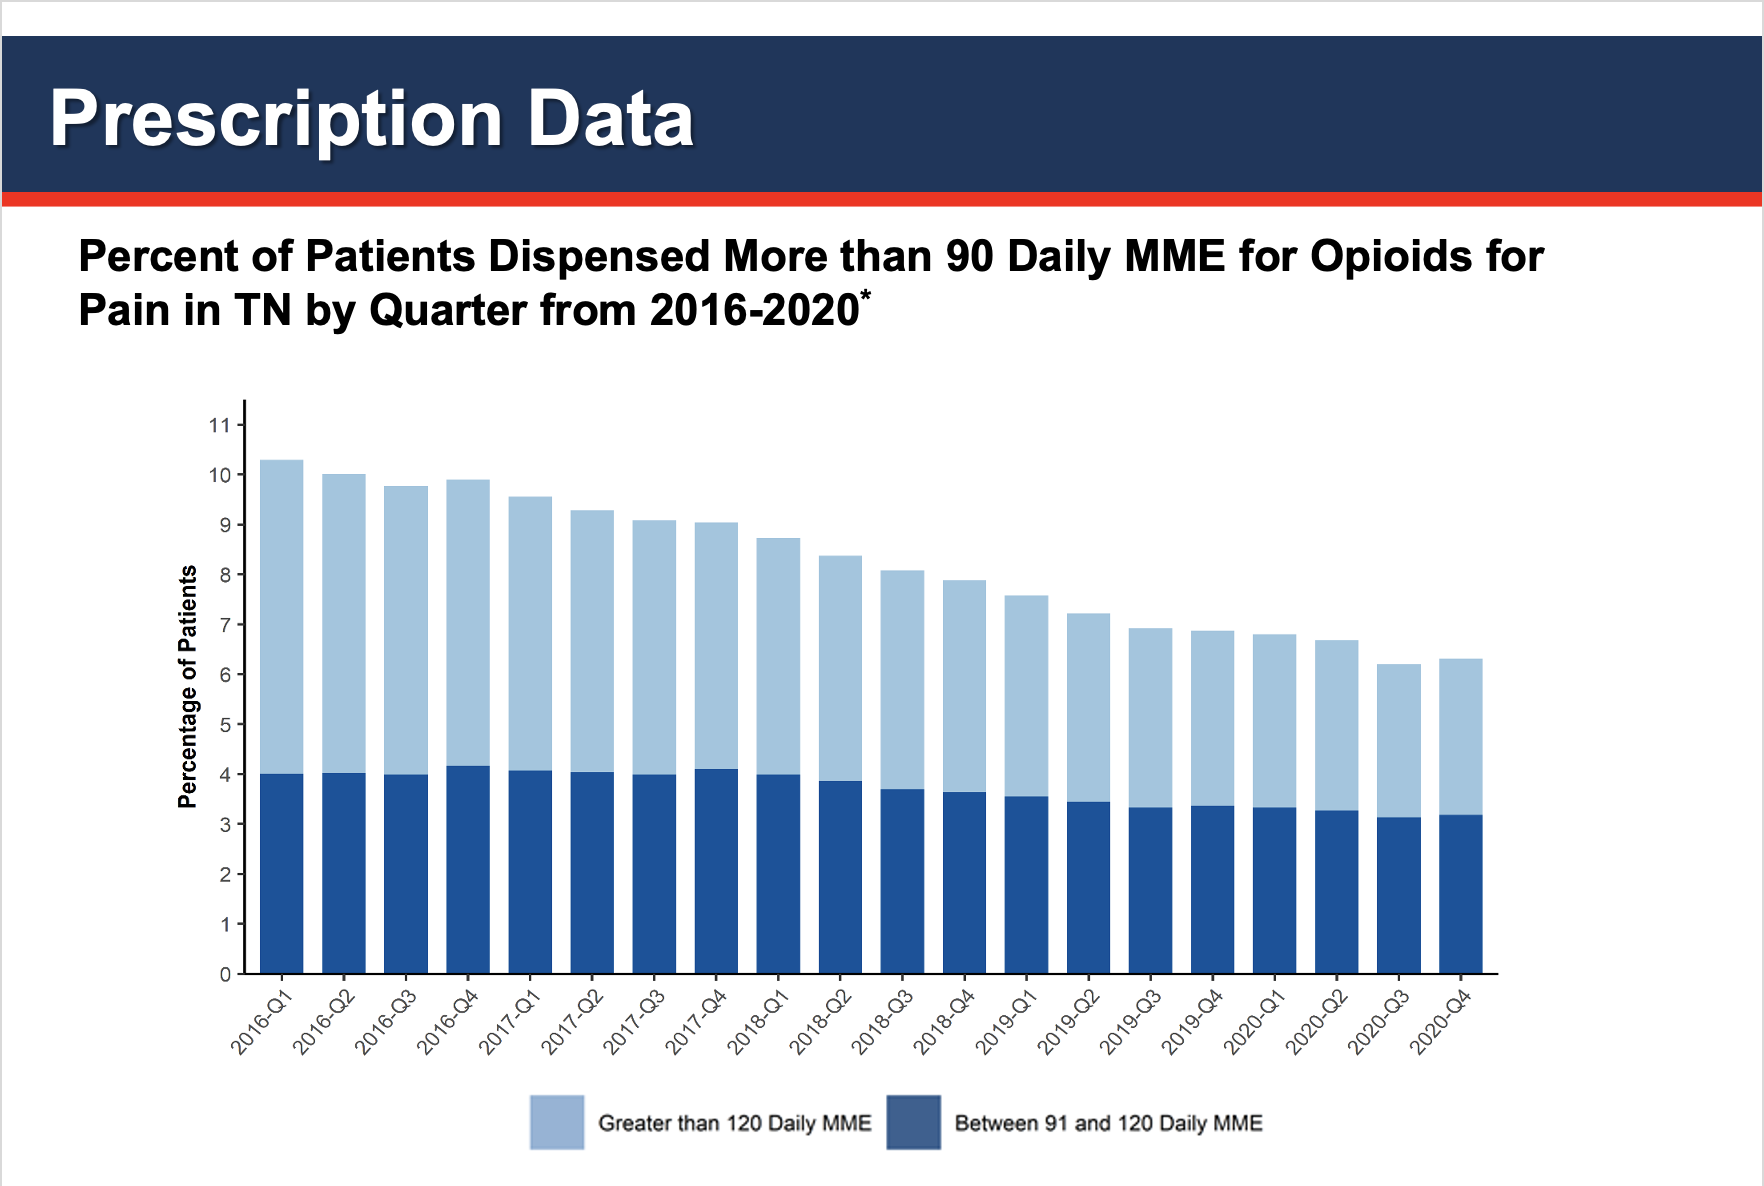 Prescription Data
Percent of Patients Dispensed More than 90 Daily MME for Opioids for
Pain in TN by Quarter from 2016-2020*
Percentage of Patients
11
10
9
8
7
6
5
4
3
2
1
0
2016-Q1
2016-Q2
2016-Q3
2016-Q4
2017-Q1
2017-Q2
2017-Q3
2017-Q4
2018-Q1
2018-Q2
2018-Q3
2018-Q4
2019-Q1
2019-Q2
2019-Q3
2019-Q4
2020-Q1
2020-Q2
2020-Q3
2020-Q4
Greater than 120 Daily MME
Between 91 and 120 Daily MME